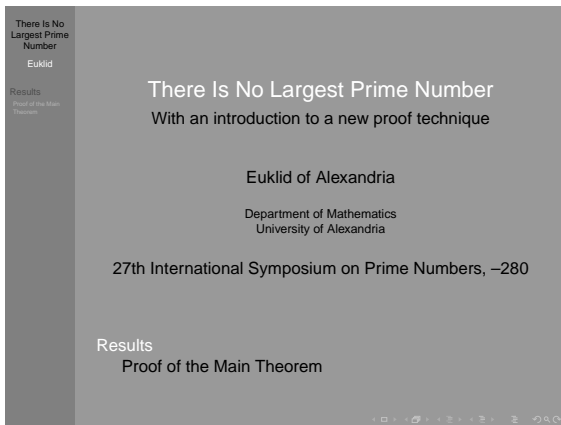 There Is No
Largest Prime
Number
Euklid
Results
Proof of the Main
Theorem
There Is No Largest Prime Number
With an introduction to a new proof technique
Euklid of Alexandria
Department of Mathematics
University of Alexandria
27th International Symposium on Prime Numbers, –280
Results
Proof of the Main Theorem